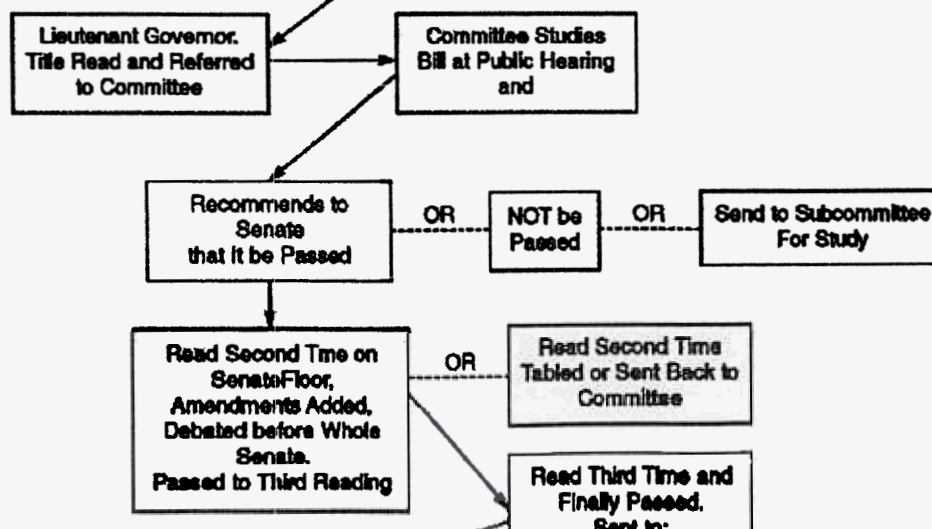 Lieutenant Governor.
Title Read and Referred
to Committee
Committee Studies
Bill at Public Hearing
and
Recommends to
Senate
that it be Passed
OR
NOT be
Passed
OR
Send to Subcommittee
For Study
Read Second Tme on
SenateFloor,
Amendments Added,
Debated before Whole
Senate.
Passed to Third Reading
OR
Read Second Time
Tabled or Sent Back to
Committee
Read Third Time and
Finally Passed.
Sent to: